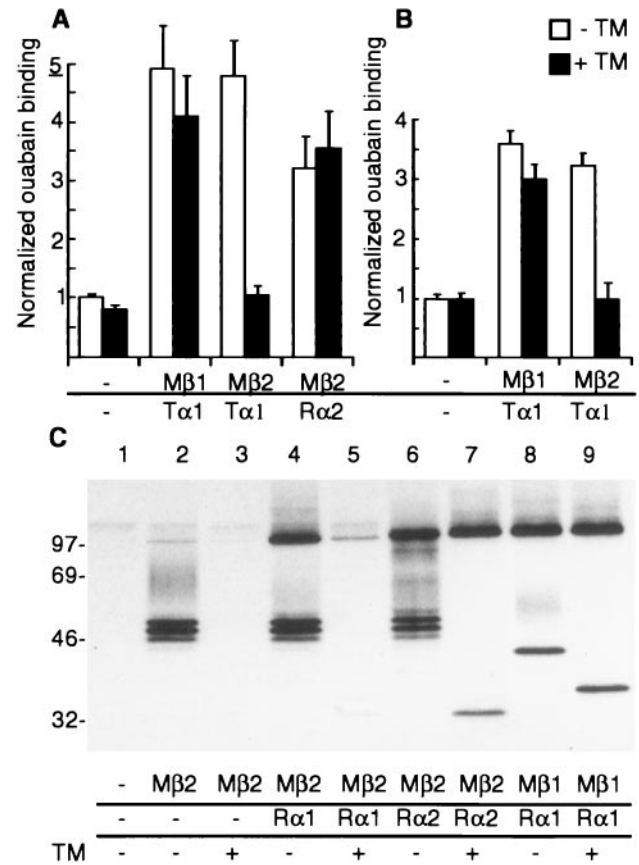 A
B
- TM
+ TM
Normalized ouabain binding
5
4
3
2
1
- Mβ1 Mβ2 Mβ2
- Tα1 Tα1 Rα2
Normalized ouabain binding
4
3
2
1
- Mβ1 Mβ2
- Tα1 Tα1
C
1 2 3 4 5 6 7 8 9
97-
69-
46-
32-
- Mβ2 Mβ2 Mβ2 Mβ2 Mβ2 Mβ2 Mβ1 Mβ1
- - - Rα1 Rα1 Rα2 Rα2 Rα1 Rα1
TM - - + - + - + - +